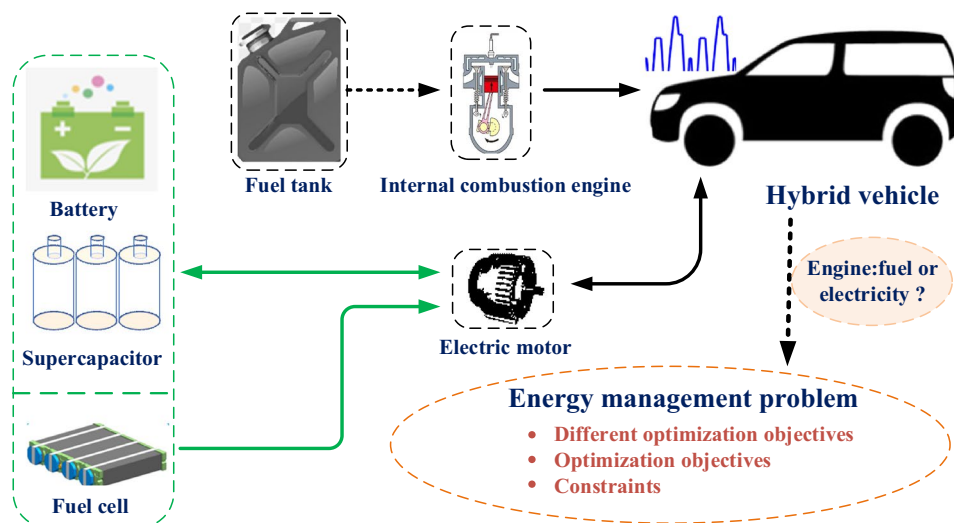 Fuel tank
Internal combustion engine
Battery
Hybrid vehicle
Engine:fuel or
electricity ?
Supercapacitor
Electric motor
Energy management problem
• Different optimization objectives
• Optimization objectives
• Constraints
Fuel cell